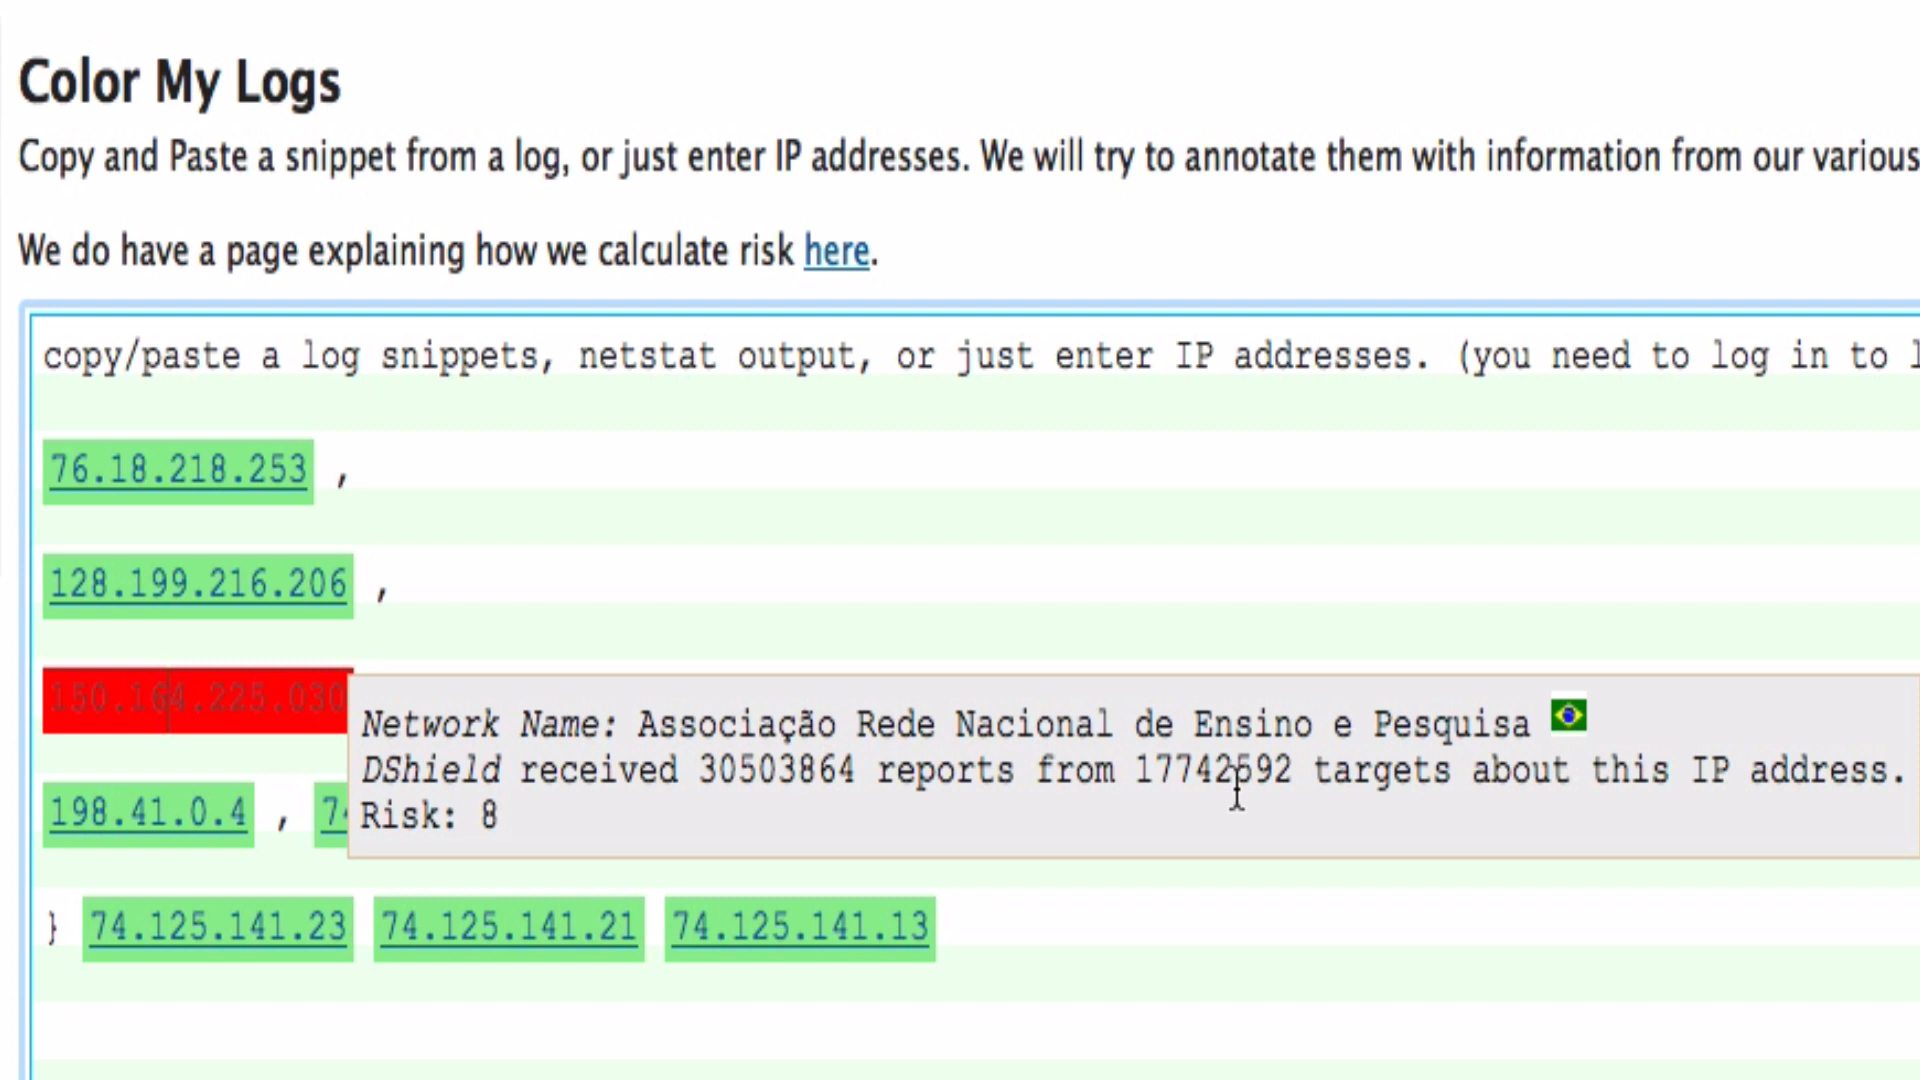 Color My Logs
Copy and Paste a snippet from a log, or just enter IP addresses. We will try to annotate them with information from our various
We do have a page explaining how we calculate risk here.
copy/paste a log snippets, netstat output, or just enter IP addresses. (you need to log in to
76.18.218.253 ,
128.199.216.206 ,
150.164.225.030
Network Name: Associação Rede Nacional de Ensino e Pesquisa
DShield received 30503864 reports from 17742592 targets about this IP address.
Risk: 8
198.41.0.4 ,
} 74.125.141.23 74.125.141.21 74.125.141.13